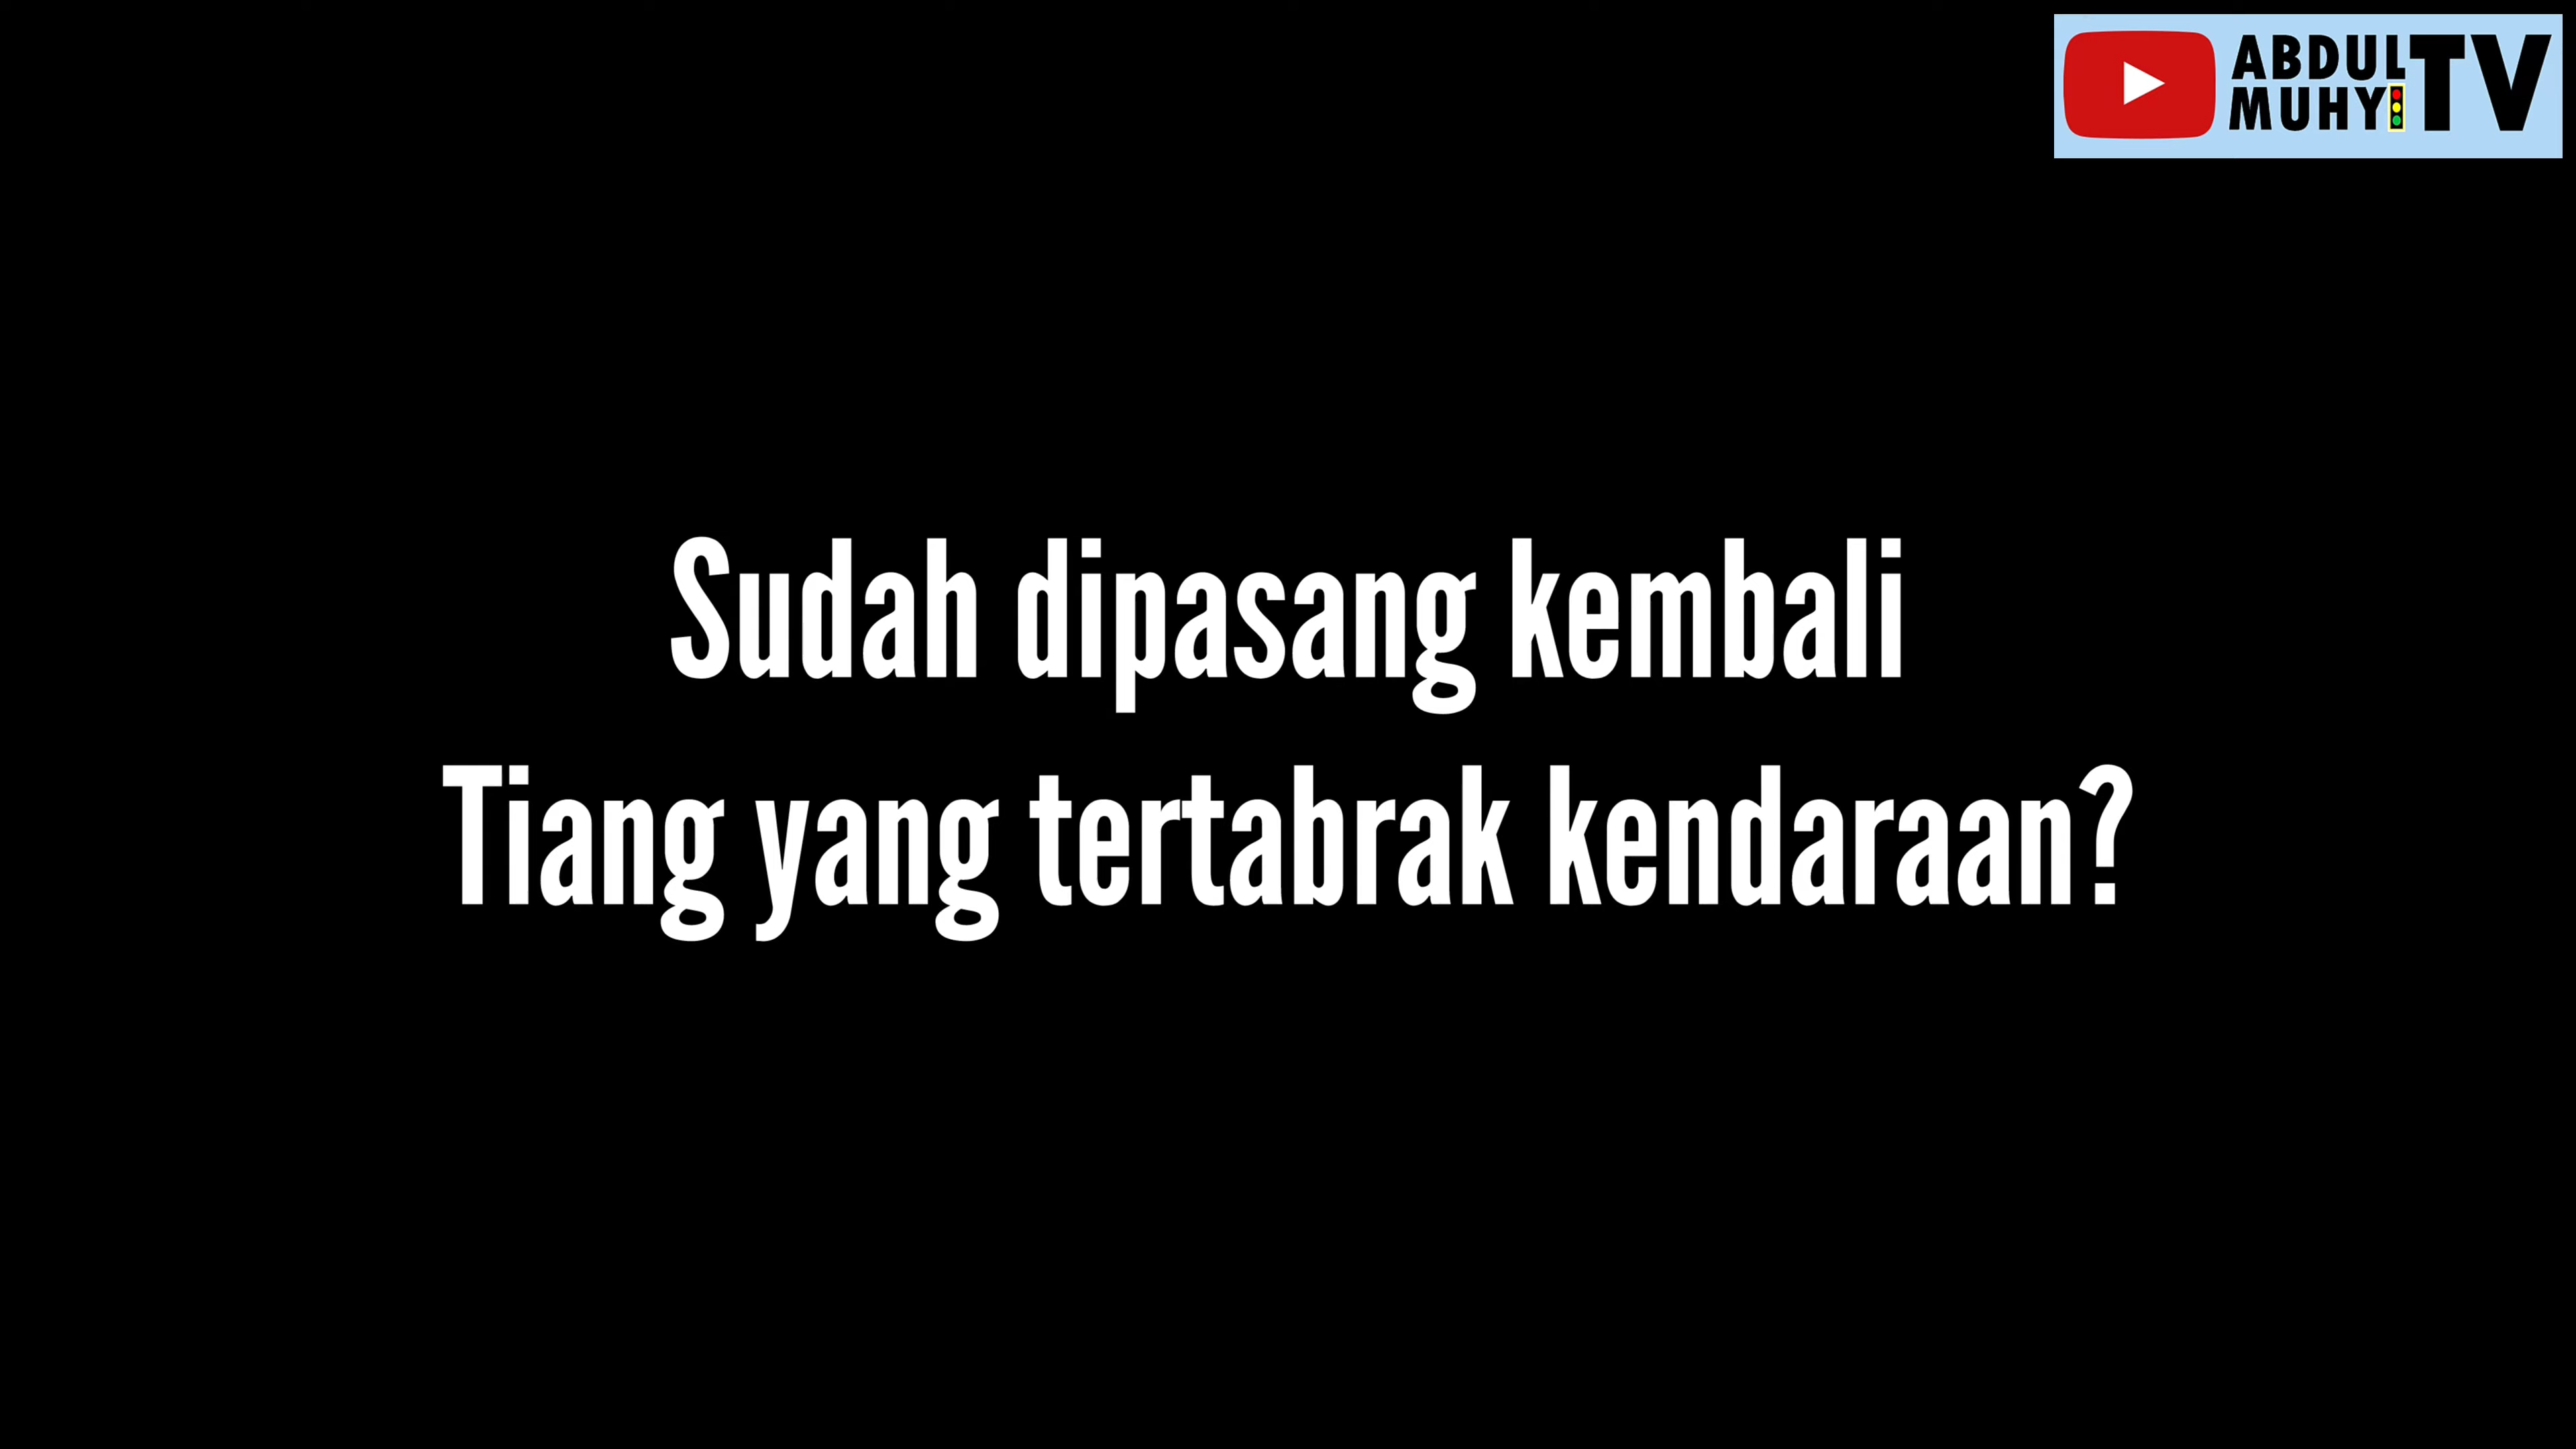 ABDUL
MUHYI
TV
Sudah dipasang kembali
Tiang yang tertabrak kendaraan?